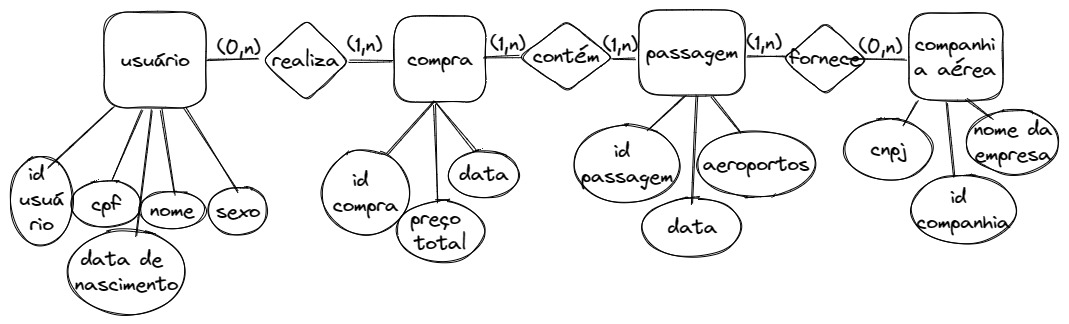 usuário
(0,n)
realiza
(1,n)
compra
(1,n)
contém
(1,n)
passagem
(1,n)
fornece
(0,n)
companhi
a aérea
id
usuá
rio
cpf
nome
sexo
data de
nascimento
id
compra
preço
total
data
id
passagem
data
aeroportos
cnpj
id
companhia
nome da
empresa